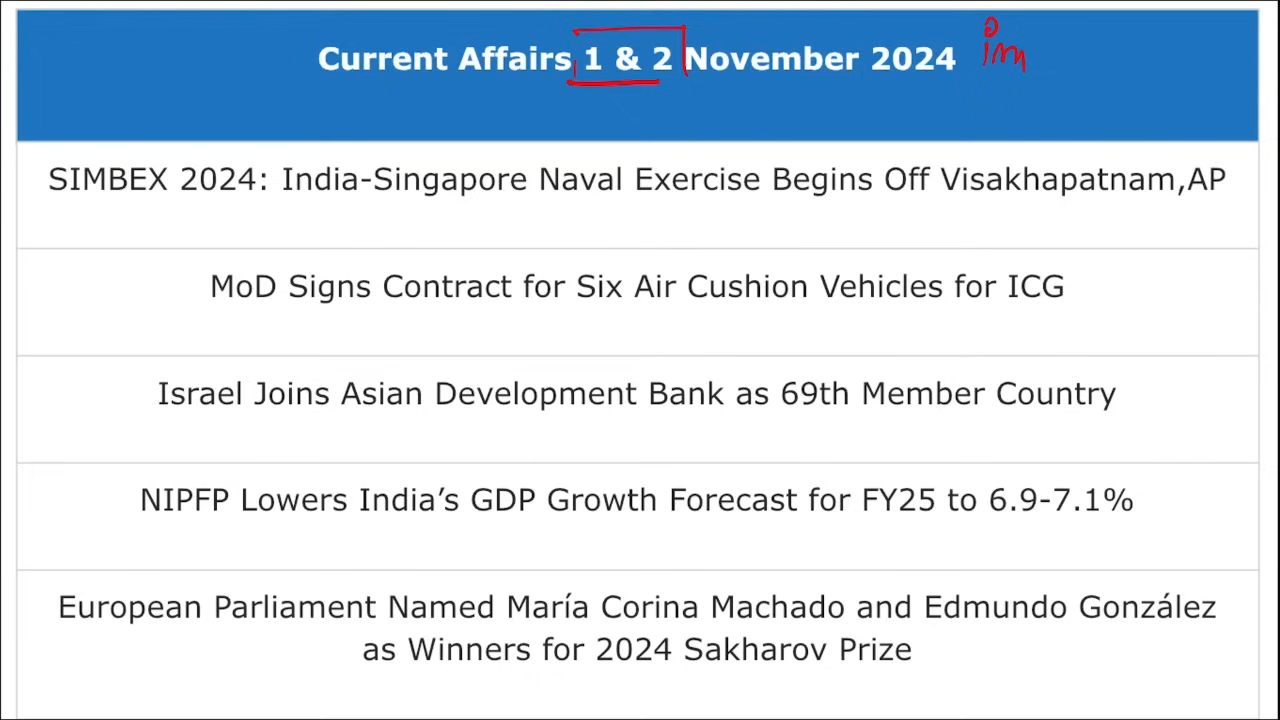 Current Affairs 1 & 2 November 2024
SIMBEX 2024: India-Singapore Naval Exercise Begins Off Visakhapatnam,AP
MoD Signs Contract for Six Air Cushion Vehicles for ICG
Israel Joins Asian Development Bank as 69th Member Country
NIPFP Lowers India’s GDP Growth Forecast for FY25 to 6.9-7.1%
European Parliament Named María Corina Machado and Edmundo González
as Winners for 2024 Sakharov Prize